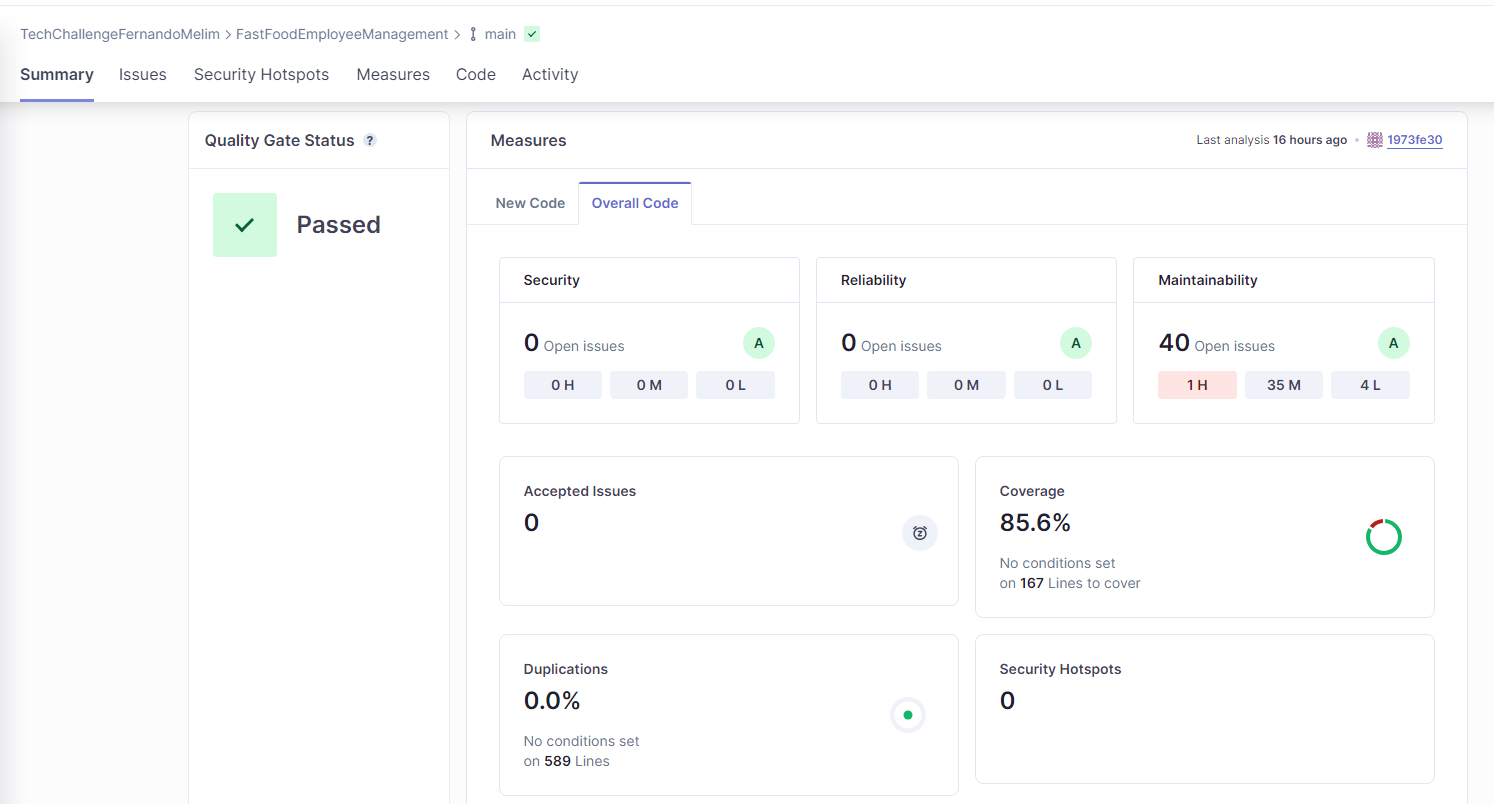 TechChallengeFernandoMelim > FastFoodEmployeeManagement > main
Summary Issues Security Hotspots Measures Code Activity
Quality Gate Status ?
Passed
Measures
Last analysis 16 hours ago • 1973fe30
New Code Overall Code
Security
0 Open issues A
0 H 0 M 0 L
Reliability
0 Open issues A
0 H 0 M 0 L
Maintainability
40 Open issues A
1 H 35 M 4 L
Accepted Issues
0
Coverage
85.6%
No conditions set
on 167 Lines to cover
Duplications
0.0%
No conditions set
on 589 Lines
Security Hotspots
0